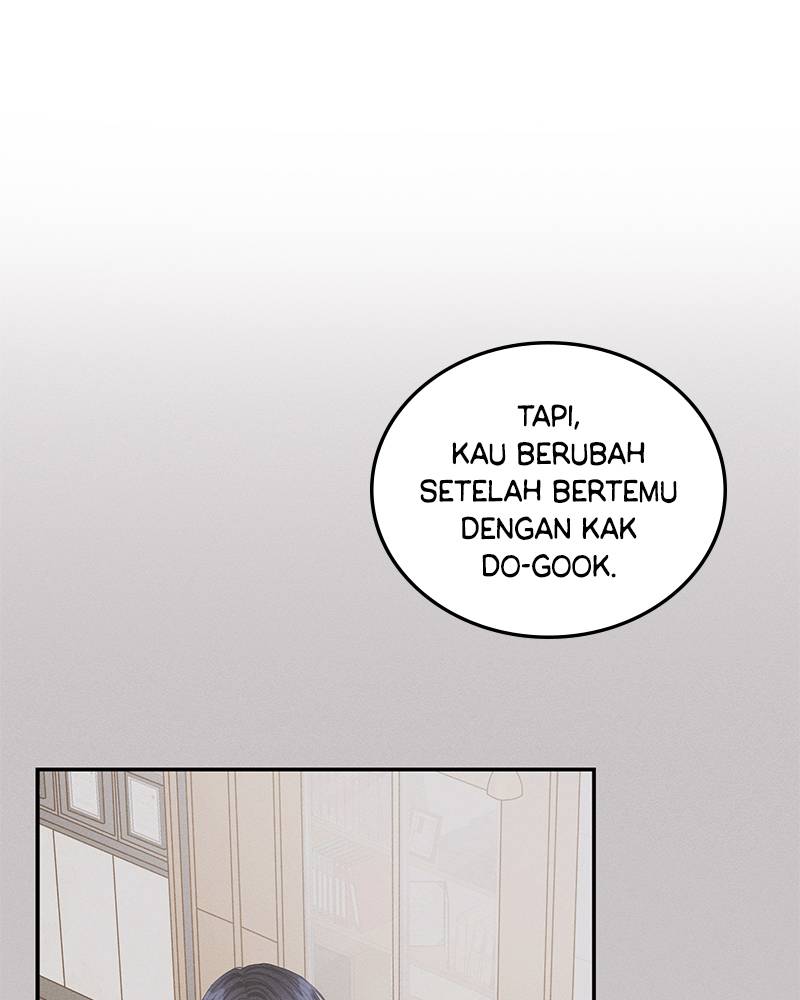 TAPI,
KAU BERUBAH
SETELAH BERTEMU
DENGAN KAK
DO-GOOK.